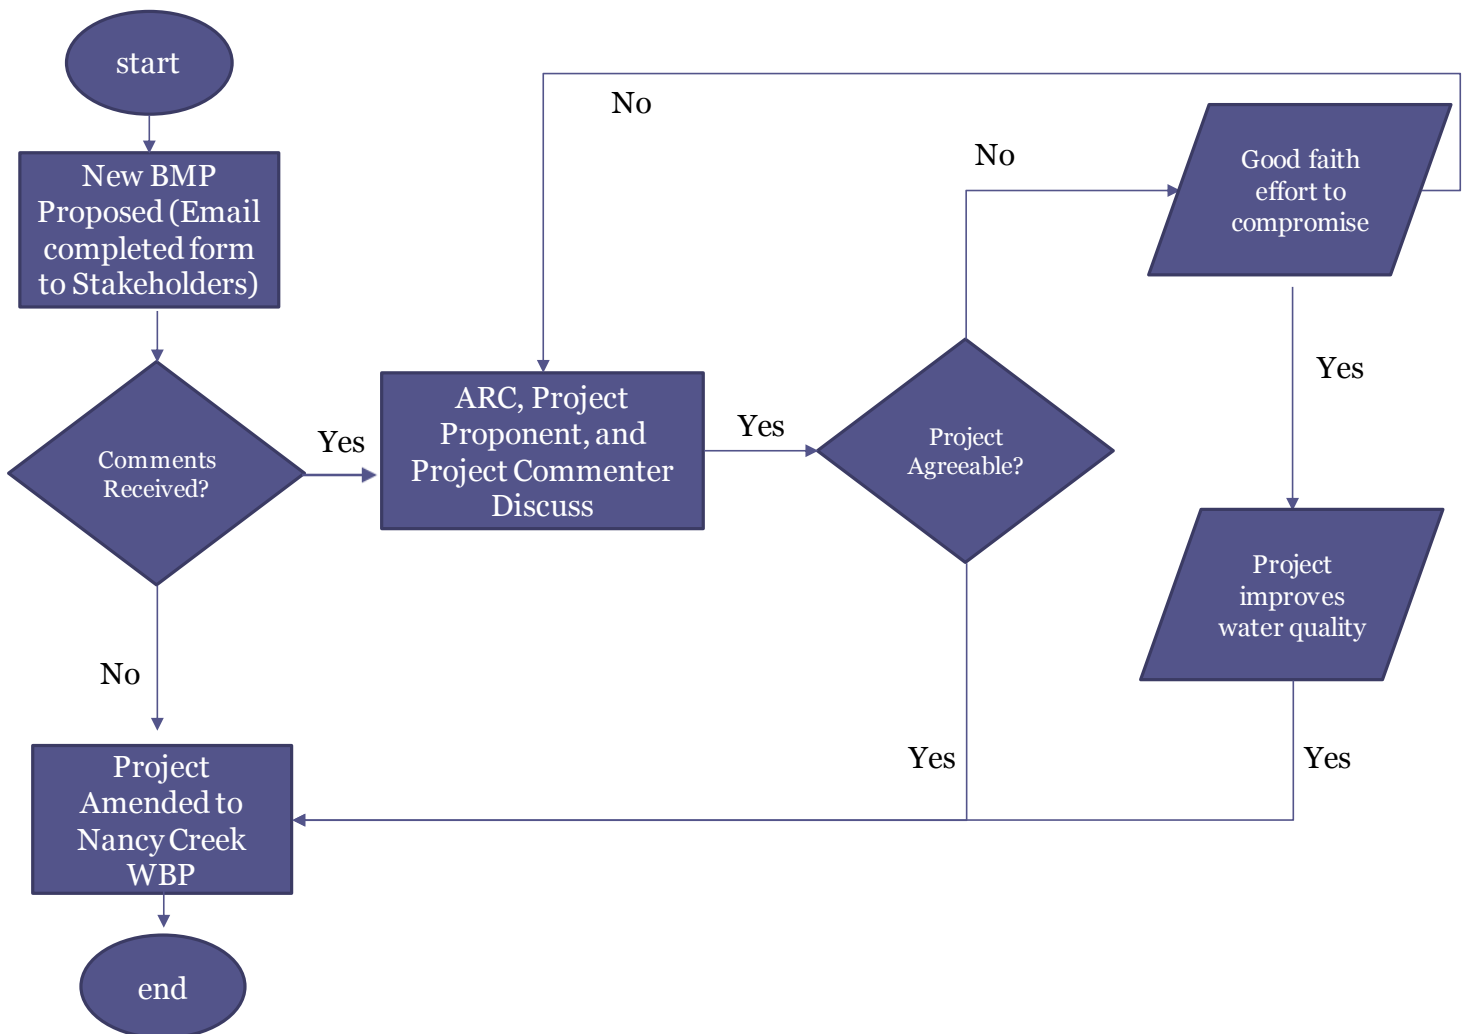 start
New BMP
Proposed (Email
completed form
to Stakeholders)
Comments
Received?
Yes
No
ARC, Project
Proponent, and
Project Commenter
Discuss
Yes
Project
Agreeable?
No
Yes
Good faith
effort to
compromise
No
Yes
Project
improves
water quality
Yes
Project
Amended to
Nancy Creek
WBP
end